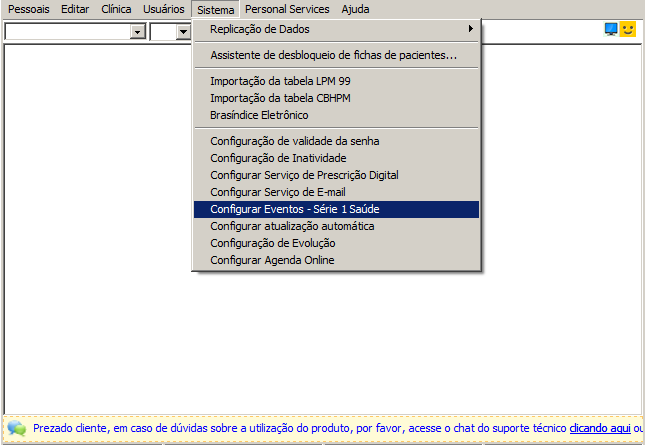 Pessoais Editar Clínica Usuários Sistema Personal Services Ajuda
Replicação de Dados
Assistente de desbloqueio de fichas de pacientes...
Importação da tabela LPM 99
Importação da tabela CBHPM
Brasíndice Eletrônico
Configuração de validade da senha
Configuração de Inatividade
Configurar Serviço de Prescrição Digital
Configurar Serviço de E-mail
Configurar Eventos - Série 1 Saúde
Configurar atualização automática
Configuração de Evolução
Configurar Agenda Online
Prezado cliente, em caso de dúvidas sobre a utilização do produto, por favor, acesse o chat do suporte técnico clicando aqui ou